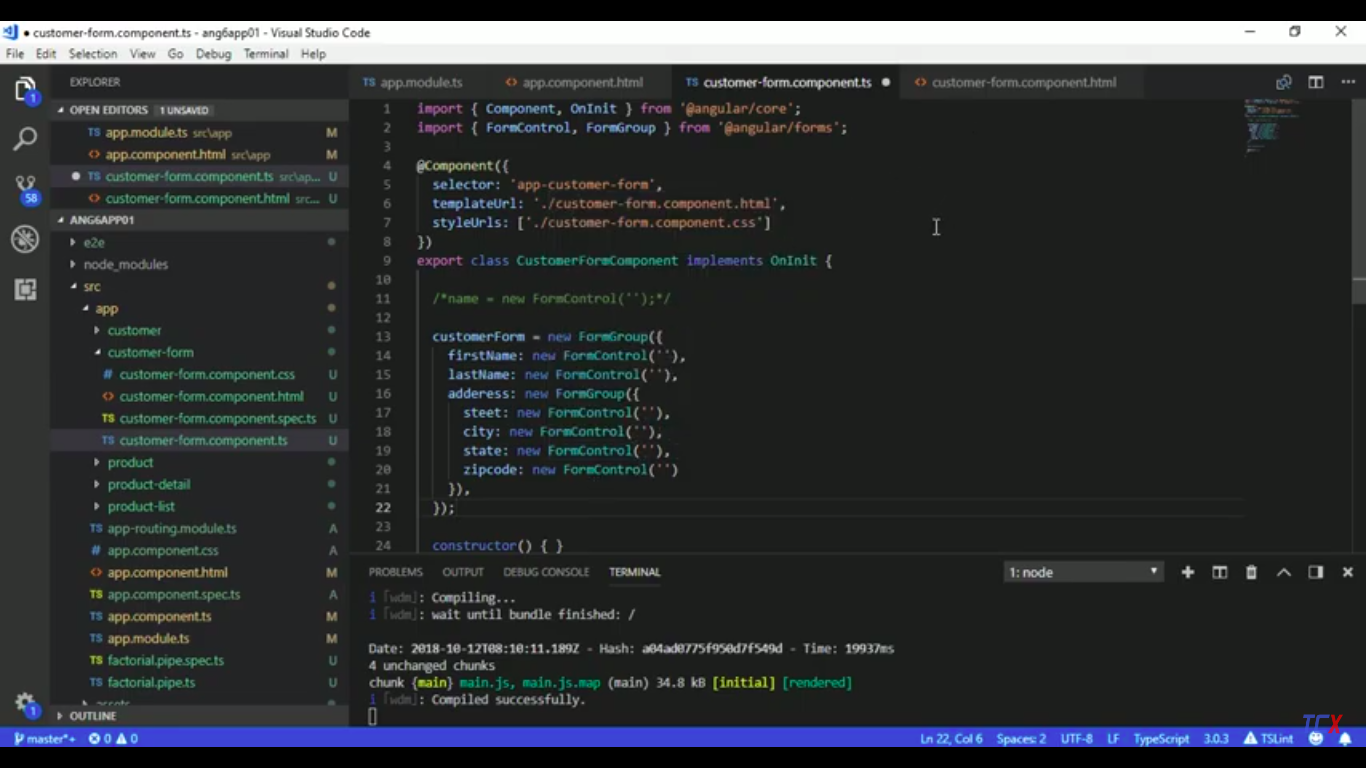 customer-form.component.ts - ang6app01 - Visual Studio Code
File Edit Selection View Go Debug Terminal Help
EXPLORER
OPEN EDITORS 1 UNSAVED
TS app.module.ts src\app M
<> app.component.html src\app M
TS customer-form.component.ts src\ap... U
<> customer-form.component.html src... U
ANG6APP01
e2e
node_modules
src
app
customer
customer-form
# customer-form.component.css U
<> customer-form.component.html U
TS customer-form.component.spec.ts U
TS customer-form.component.ts U
product
product-detail
product-list
TS app-routing.module.ts A
# app.component.css A
<> app.component.html M
TS app.component.spec.ts A
TS app.component.ts M
TS app.module.ts M
TS factorial.pipe.spec.ts U
TS factorial.pipe.ts U
assets
OUTLINE
1
58
1
TS app.module.ts <> app.component.html TS customer-form.component.ts <> customer-form.component.html
1 import { Component, OnInit } from '@angular/core';
2 import { FormControl, FormGroup } from '@angular/forms';
3
4 @Component({
5 selector: 'app-customer-form',
6 templateUrl: './customer-form.component.html',
7 styleUrls: ['./customer-form.component.css']
8 })
9 export class CustomerFormComponent implements OnInit {
10
11 /*name = new FormControl('');*/
12
13 customerForm = new FormGroup({
14 firstName: new FormControl(''),
15 lastName: new FormControl(''),
16 adderess: new FormGroup({
17 steet: new FormControl(''),
18 city: new FormControl(''),
19 state: new FormControl(''),
20 zipcode: new FormControl('')
21 }),
22 });
23
24 constructor() { }
PROBLEMS OUTPUT DEBUG CONSOLE TERMINAL 1: node
i ｢wdm｣: Compiling...
i ｢wdm｣: wait until bundle finished: /
Date: 2018-10-12T08:10:11.189Z - Hash: a04ad0775f950d7f549d - Time: 19937ms
4 unchanged chunks
chunk {main} main.js, main.js.map (main) 34.8 kB [initial] [rendered]
i ｢wdm｣: Compiled successfully.
TCX
master*+ 0 0 Ln 22, Col 6 Spaces: 2 UTF-8 LF TypeScript 3.0.3 TSLint